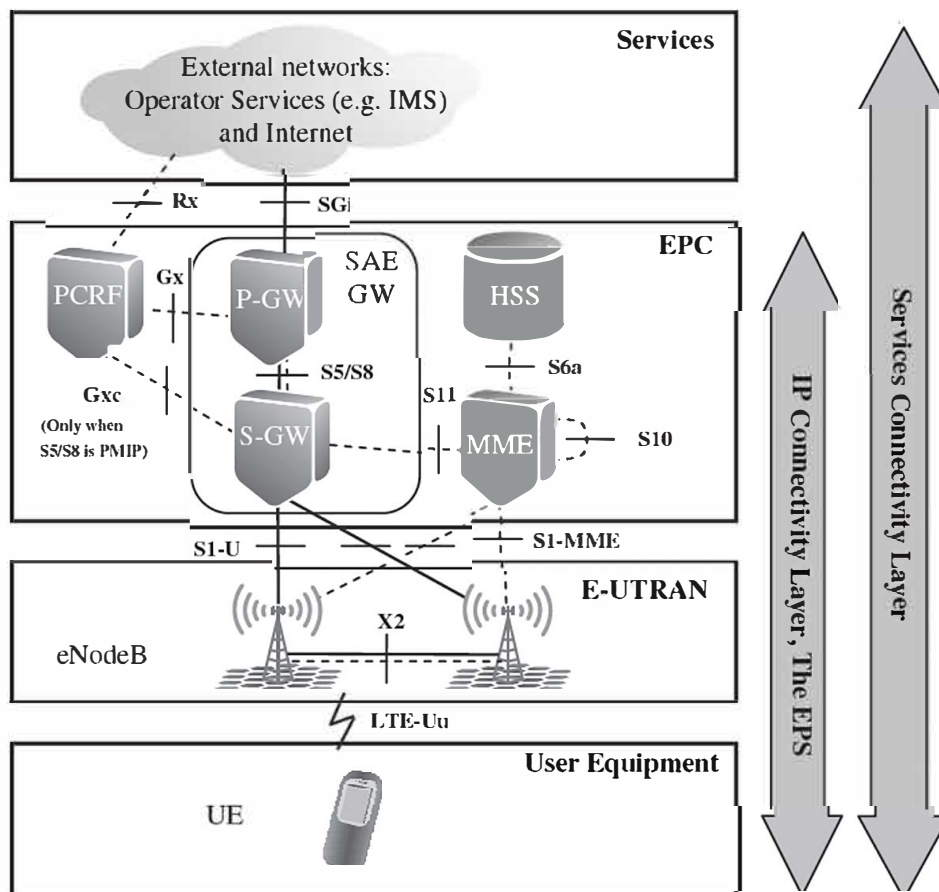 Services
External networks:
Operator Services (e.g. IMS)
and Internet
Rx
SGi
EPC
SAE
GW
PCRF
Gx
P-GW
HSS
S5/S8
S6a
Gxc
(Only when
S5/S8 is PMIP)
S11
S-GW
MME
S10
S1-U
S1-MME
E-UTRAN
X2
eNodeB
LTE-Uu
User Equipment
UE
IP Connectivity Layer, The EPS
Services Connectivity Layer